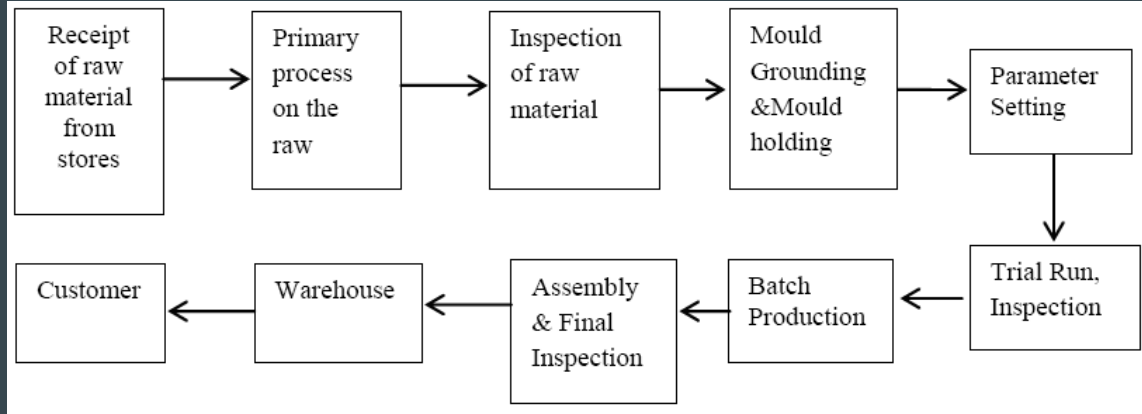 Receipt
of raw
material
from
stores
Primary
process
on the
raw
Inspection
of raw
material
Mould
Grounding
&Mould
holding
Parameter
Setting
Trial Run,
Inspection
Batch
Production
Assembly
& Final
Inspection
Warehouse
Customer